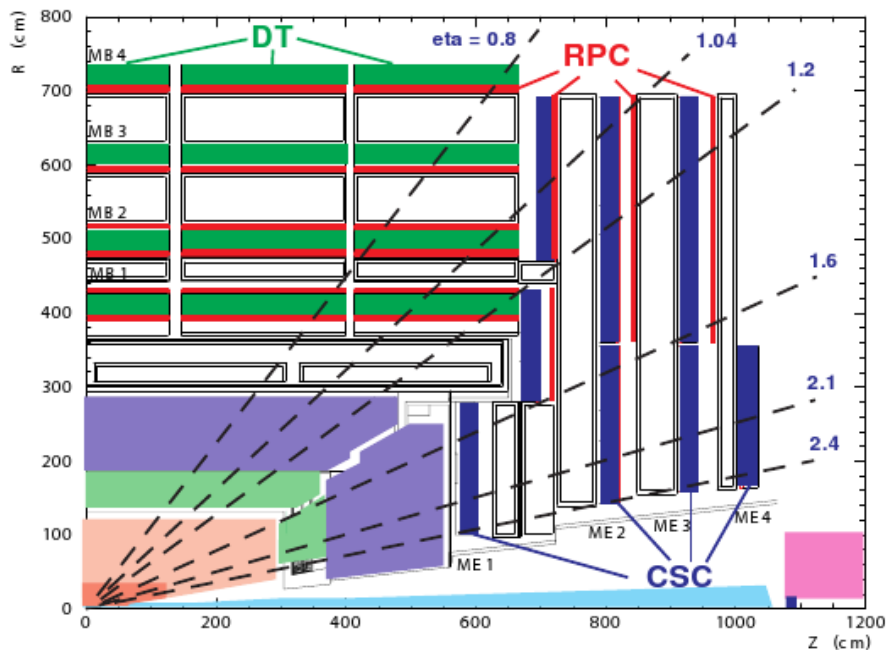 R (cm)
800
700
600
500
400
300
200
100
0
MB 4
MB 3
MB 2
MB 1
DT
eta = 0.8
RPC
1.04
1.2
1.6
2.1
2.4
ME 1
ME 2
ME 3
ME 4
CSC
0
200
400
600
800
1000
1200
Z (cm)